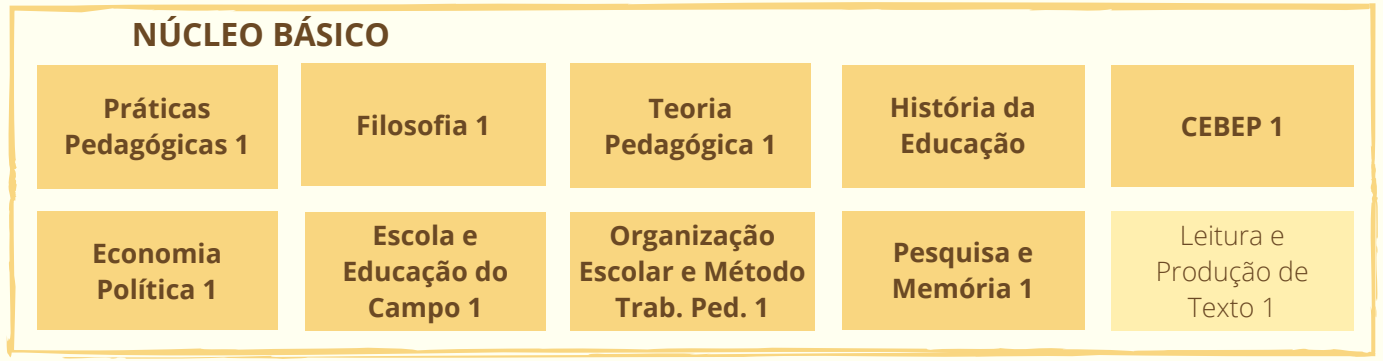 NÚCLEO BÁSICO
Práticas
Pedagógicas 1
Filosofia 1
Teoria
Pedagógica 1
História da
Educação
CEBEP 1
Economia
Política 1
Escola e
Educação do
Campo 1
Organização
Escolar e Método
Trab. Ped. 1
Pesquisa e
Memória 1
Leitura e
Produção de
Texto 1